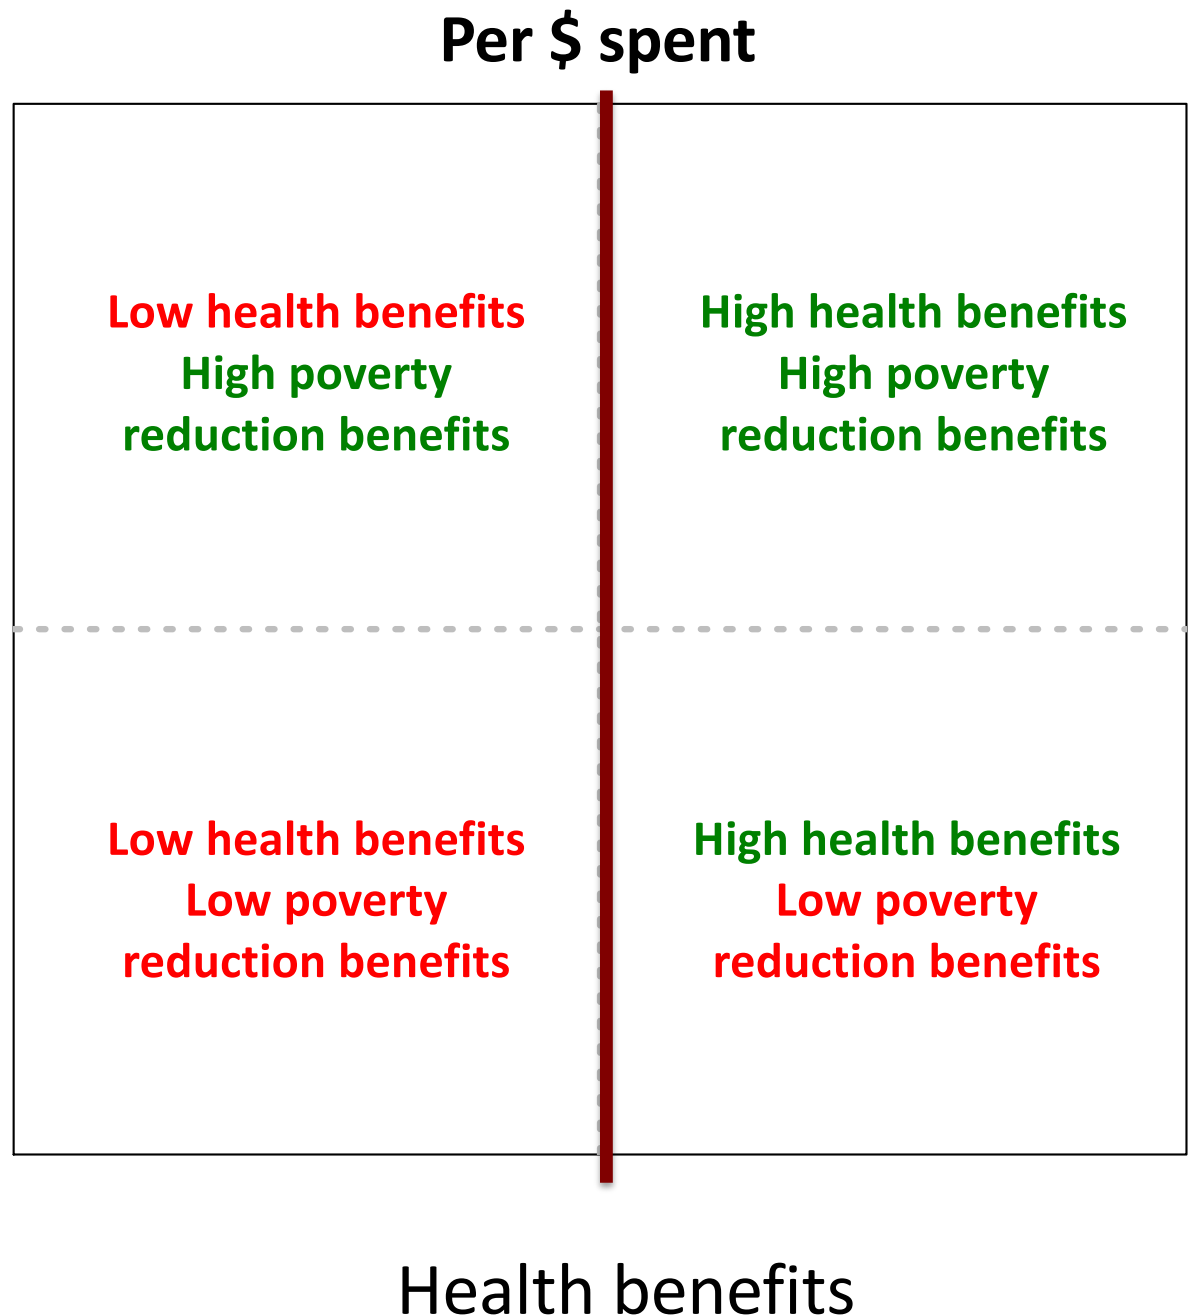 Per $ spent
Low health benefits
High poverty
reduction benefits
High health benefits
High poverty
reduction benefits
Low health benefits
Low poverty
reduction benefits
High health benefits
Low poverty
reduction benefits
Health benefits